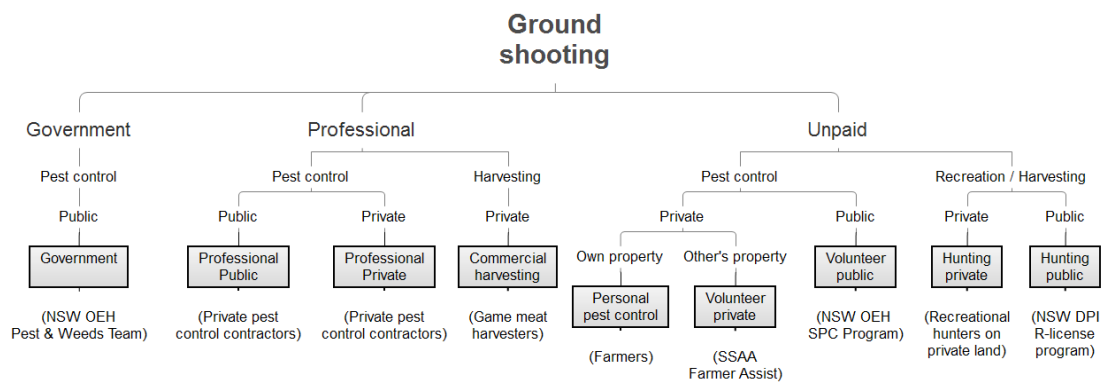 Ground
shooting
Government
Professional
Unpaid
Pest control
Pest control
Harvesting
Pest control
Recreation / Harvesting
Public
Public
Private
Private
Private
Public
Private
Public
Own property
Other's property
Government
Professional
Public
Professional
Private
Commercial
harvesting
Personal
pest control
Volunteer
private
Volunteer
public
Hunting
private
Hunting
public
(NSW OEH
Pest & Weeds Team)
(Private pest
control contractors)
(Private pest
control contractors)
(Game meat
harvesters)
(Farmers)
(SSAA
Farmer Assist)
(NSW OEH
SPC Program)
(Recreational
hunters on
private land)
(NSW DPI
R-license
program)